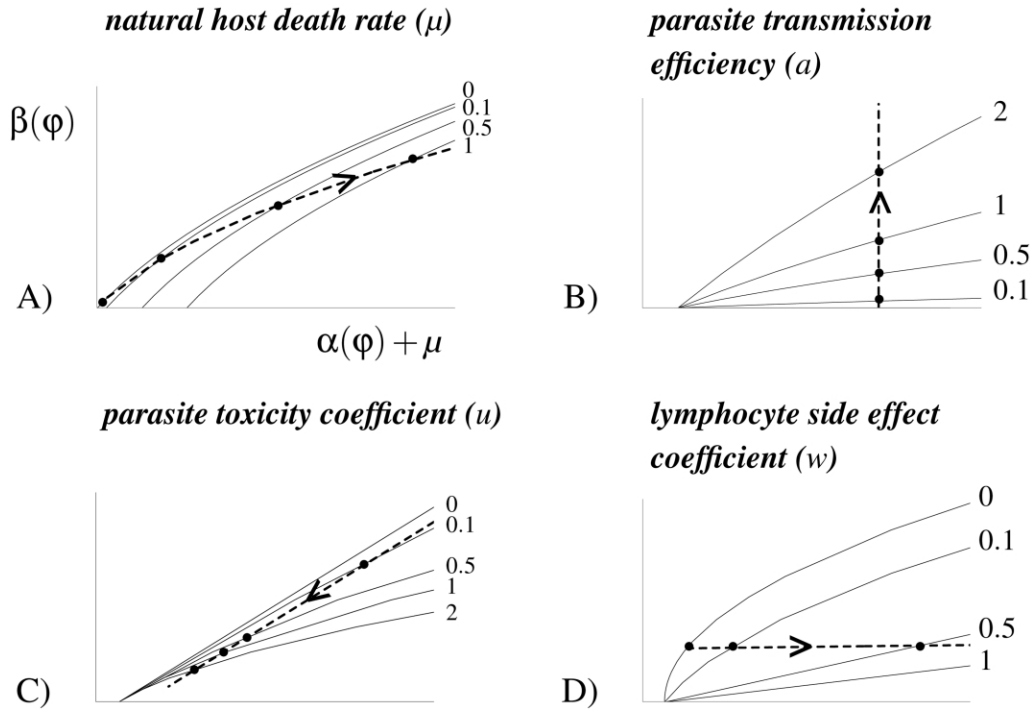 natural host death rate (μ)
β(φ)
0
0.1
0.5
1
A)
α(φ) + μ
parasite transmission
efficiency (a)
2
1
0.5
0.1
B)
parasite toxicity coefficient (u)
0
0.1
0.5
1
2
C)
lymphocyte side effect
coefficient (w)
0
0.1
0.5
1
D)